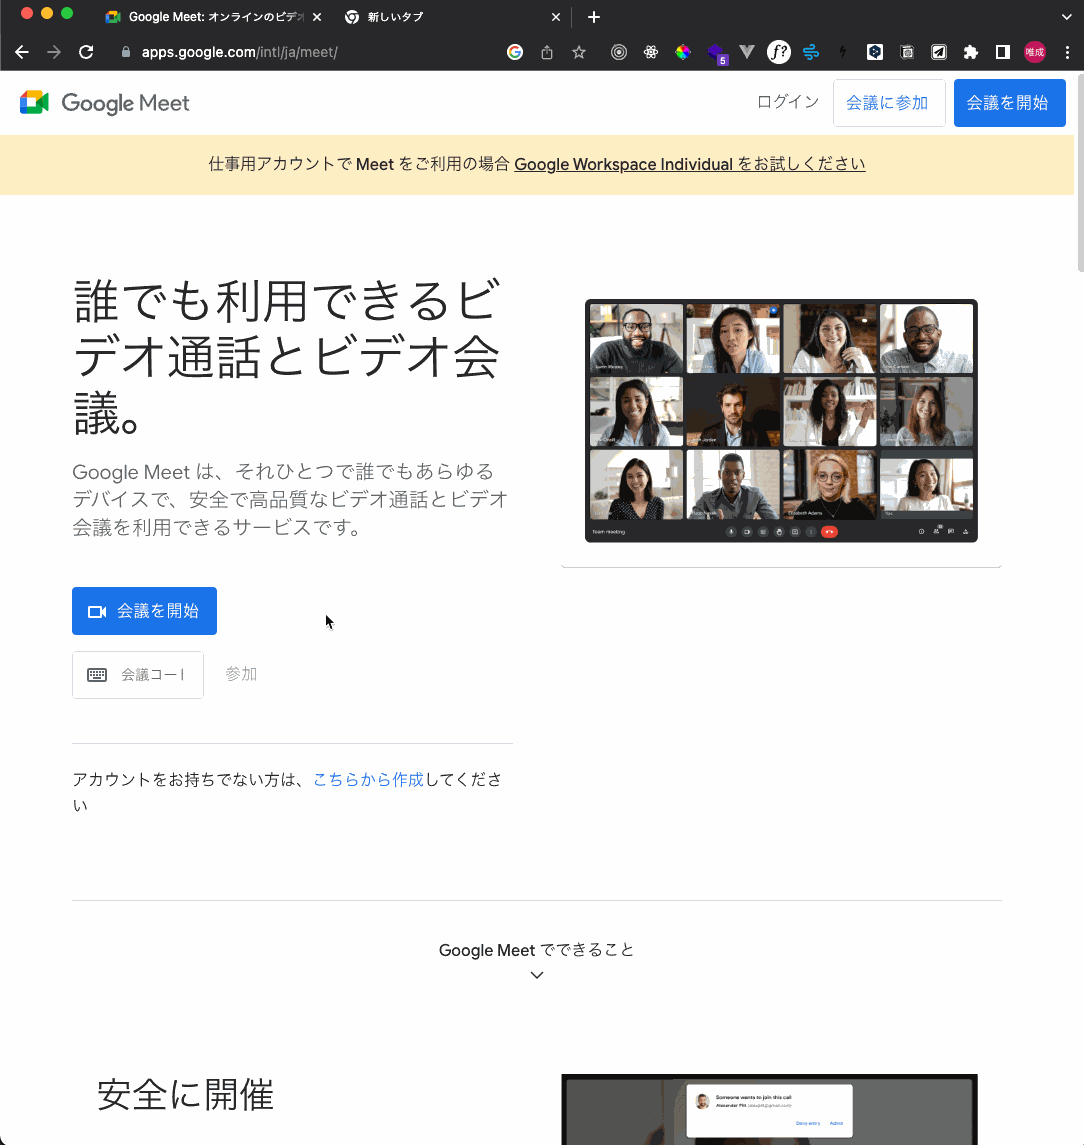 Google Meet: オンラインのビデオ
新しいタブ
apps.google.com/intl/ja/meet/
5
f?
唯成
Google Meet
ログイン
会議に参加
会議を開始
仕事用アカウントで Meet をご利用の場合 Google Workspace Individual をお試しください
誰でも利用できるビ
デオ通話とビデオ会
議。
Google Meet は、それひとつで誰でもあらゆる
デバイスで、安全で高品質なビデオ通話とビデオ
会議を利用できるサービスです。
Team meeting
会議を開始
会議コー
参加
アカウントをお持ちでない方は、こちらから作成してくださ
い
Google Meet でできること
安全に開催
Someone wants to join this call
Deny entry
Admit